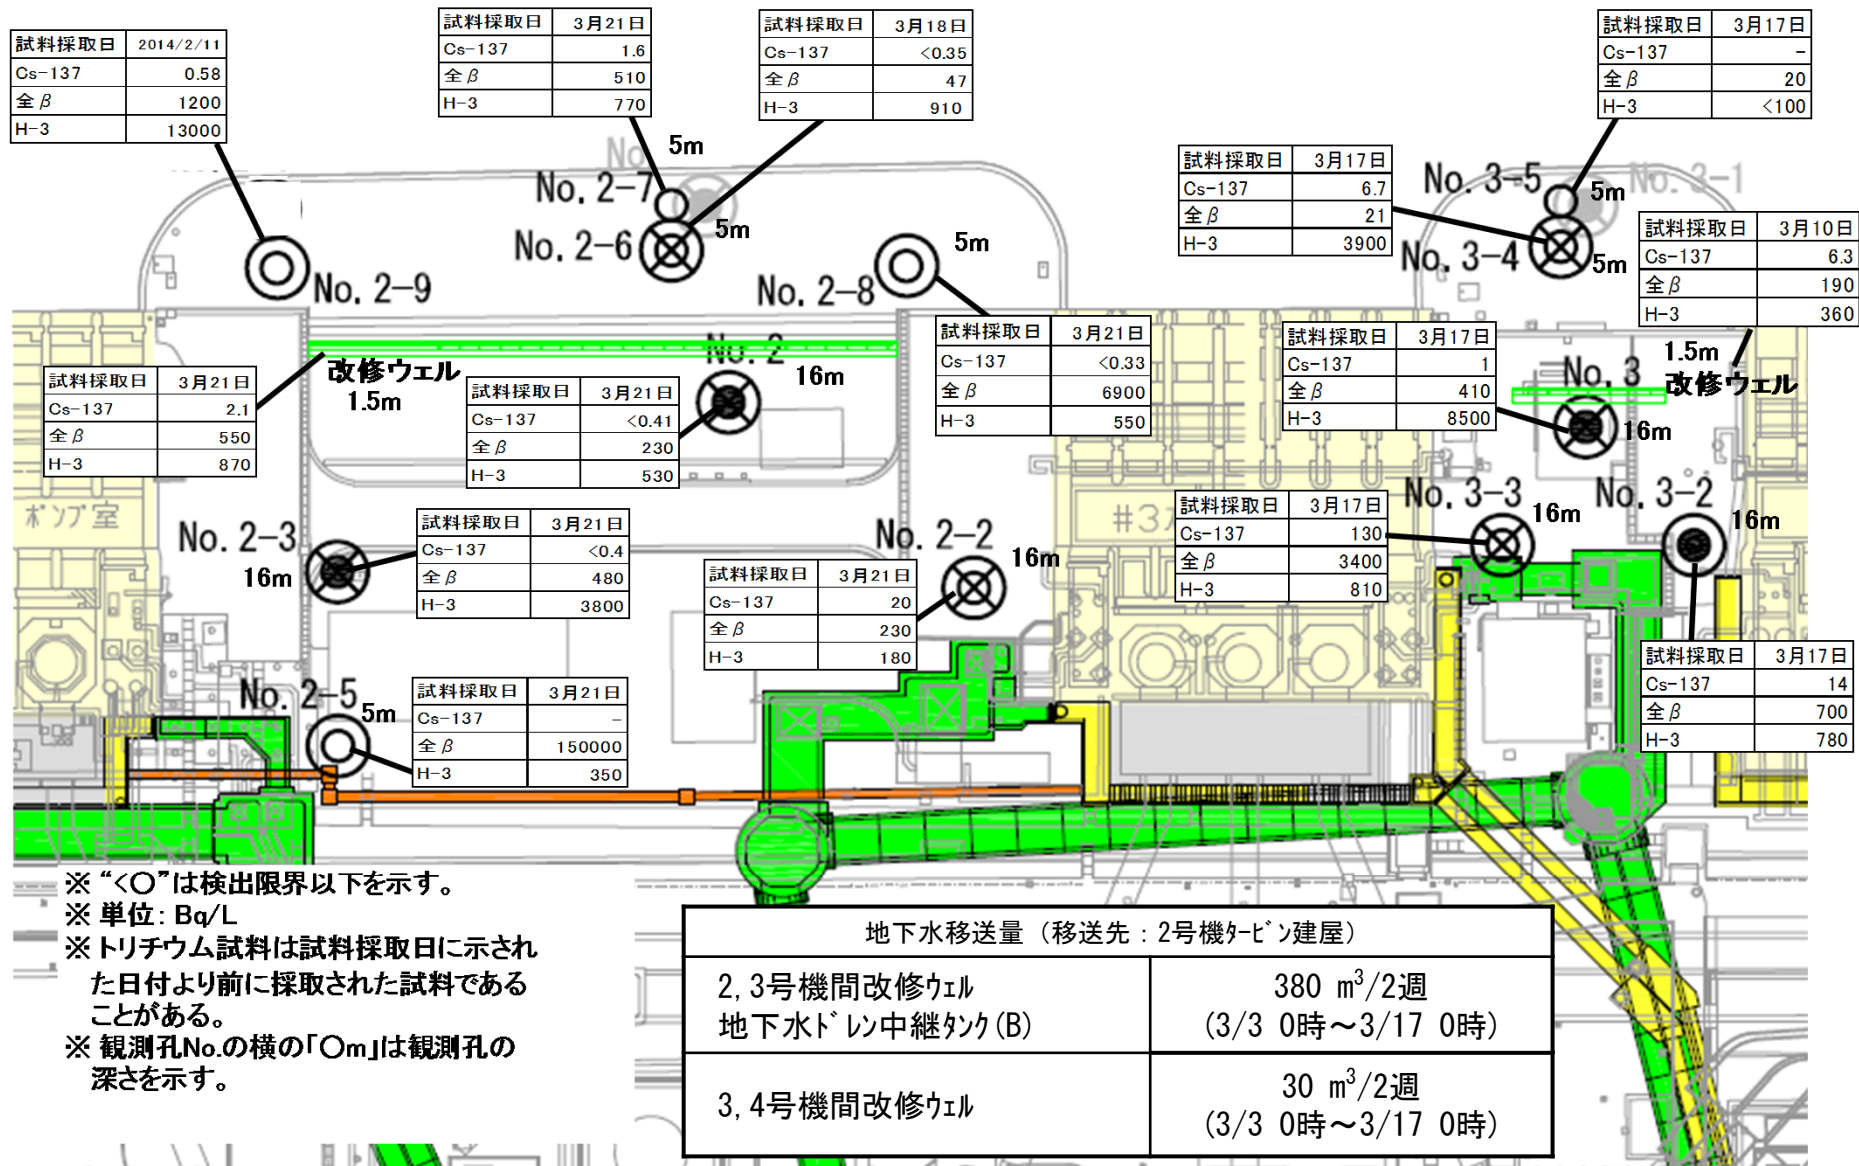 試料採取日 2014/2/11
Cs-137 0.58
全β 1200
H-3 13000
試料採取日 3月21日
Cs-137 1.6
全β 510
H-3 770
試料採取日 3月18日
Cs-137 <0.35
全β 47
H-3 910
試料採取日 3月17日
Cs-137 -
全β 20
H-3 <100
試料採取日 3月17日
Cs-137 6.7
全β 21
H-3 3900
試料採取日 3月10日
Cs-137 6.3
全β 190
H-3 360
No. 5m
No. 2-7
No. 2-6 5m
No. 2-8 5m
No. 2-9
No. 3-5 5m No. 3-1
No. 3-4 5m
試料採取日 3月21日
Cs-137 2.1
全β 550
H-3 870
改修ウェル
1.5m
試料採取日 3月21日
Cs-137 <0.41
全β 230
H-3 530
No. 2 16m
試料採取日 3月21日
Cs-137 <0.33
全β 6900
H-3 550
試料採取日 3月17日
Cs-137 1
全β 410
H-3 8500
No. 3
16m
1.5m
改修ウェル
ポンプ室
No. 2-3
16m
試料採取日 3月21日
Cs-137 <0.4
全β 480
H-3 3800
No. 2-2
16m
試料採取日 3月21日
Cs-137 20
全β 230
H-3 180
#3
試料採取日 3月17日
Cs-137 130
全β 3400
H-3 810
No. 3-3 16m
No. 3-2 16m
試料採取日 3月17日
Cs-137 14
全β 700
H-3 780
No. 2-5 5m
試料採取日 3月21日
Cs-137 -
全β 150000
H-3 350
※ “<○”は検出限界以下を示す。
※ 単位: Bq/L
※ トリチウム試料は試料採取日に示され
た日付より前に採取された試料である
ことがある。
※ 観測孔No.の横の「○m」は観測孔の
深さを示す。
地下水移送量（移送先：2号機ﾀｰﾋﾞﾝ建屋）
2,3号機間改修ｳｪﾙ
地下水ﾄﾞﾚﾝ中継ﾀﾝｸ(B)
380 m³/2週
(3/3 0時～3/17 0時)
3,4号機間改修ｳｪﾙ
30 m³/2週
(3/3 0時～3/17 0時)